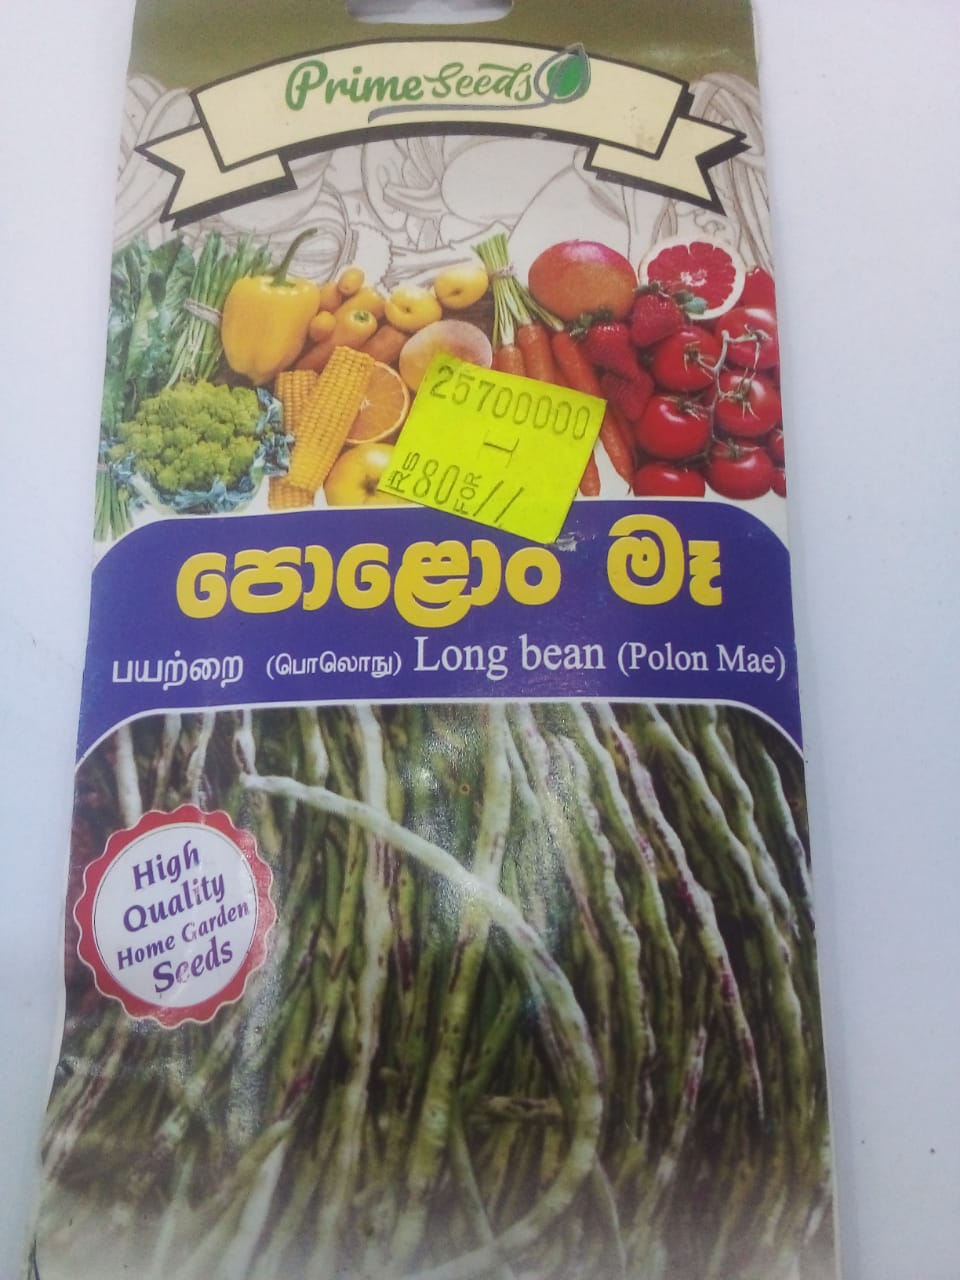 Prime Seeds
25700000
I
RS 80 FOR //
පොළොං මෑ
பயற்றை (பொலொநு) Long bean (Polon Mae)
High
Quality
Home Garden
Seeds